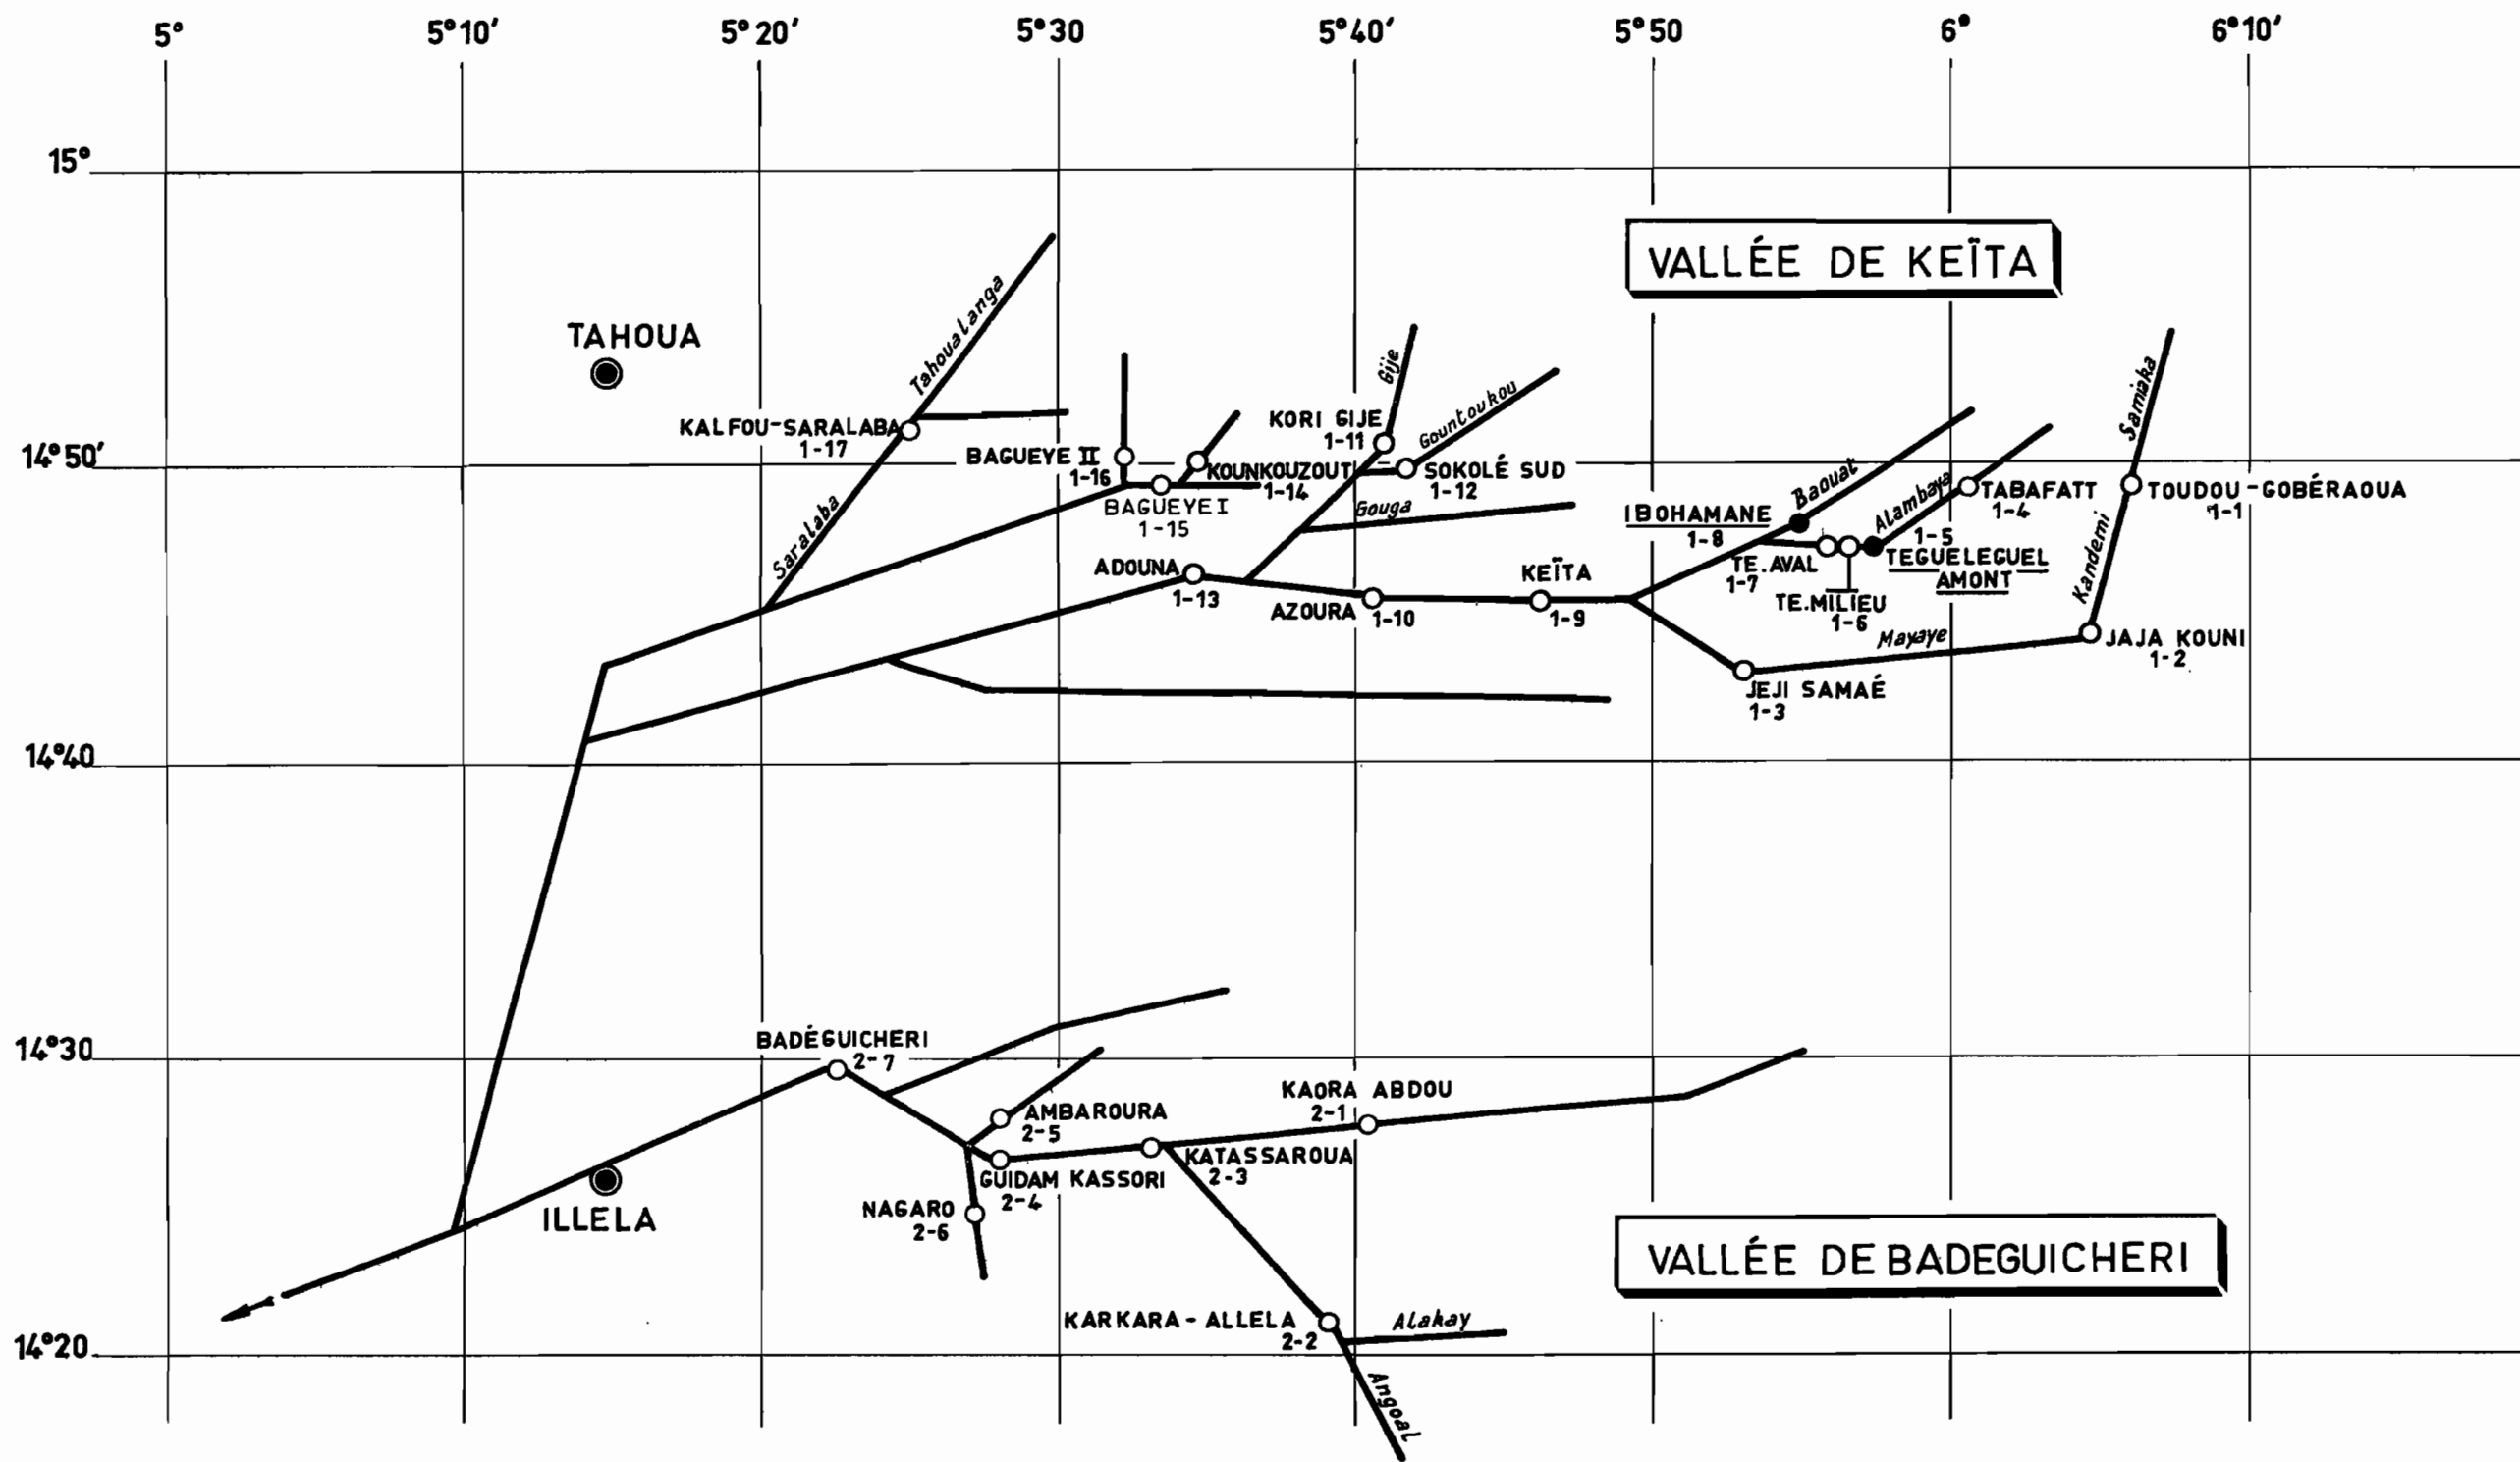 5° 5°10' 5°20' 5°30 5°40' 5°50 6° 6°10'
15°
VALLÉE DE KEÏTA
Tahoualanga
TAHOUA
Gije
Gountoukou
Samaka
KORI GIJE
1-11
KALFOU-SARALABA
1-17
14°50'
BAGUEYE II
1-16
KOUNKOUZOUT
1-14
SOKOLÉ SUD
1-12
BAGUEYE I
1-15
Gouga
Baouat
Alambaya
TABAFATT
1-4
TOUDOU-GOBÉRAOUA
1-1
IBOHAMANE
1-8
Saralaba
Kandemi
1-5
TEGUELEGUEL
AMONT
TE.AVAL
1-7
TE.MILIEU
1-6
ADOUNA
1-13
KEÏTA
1-9
AZOURA
1-10
Mayaye
JAJA KOUNI
1-2
JEJI SAMAÉ
1-3
14°40
14°30
BADÉGUICHERI
2-7
KAORA ABDOU
2-1
AMBAROURA
2-5
KATASSAROUA
2-3
GUIDAM KASSORI
2-4
NAGARO
2-6
ILLELA
VALLÉE DE BADEGUICHERI
KARKARA-ALLELA
2-2
Alakay
14°20
Angoal